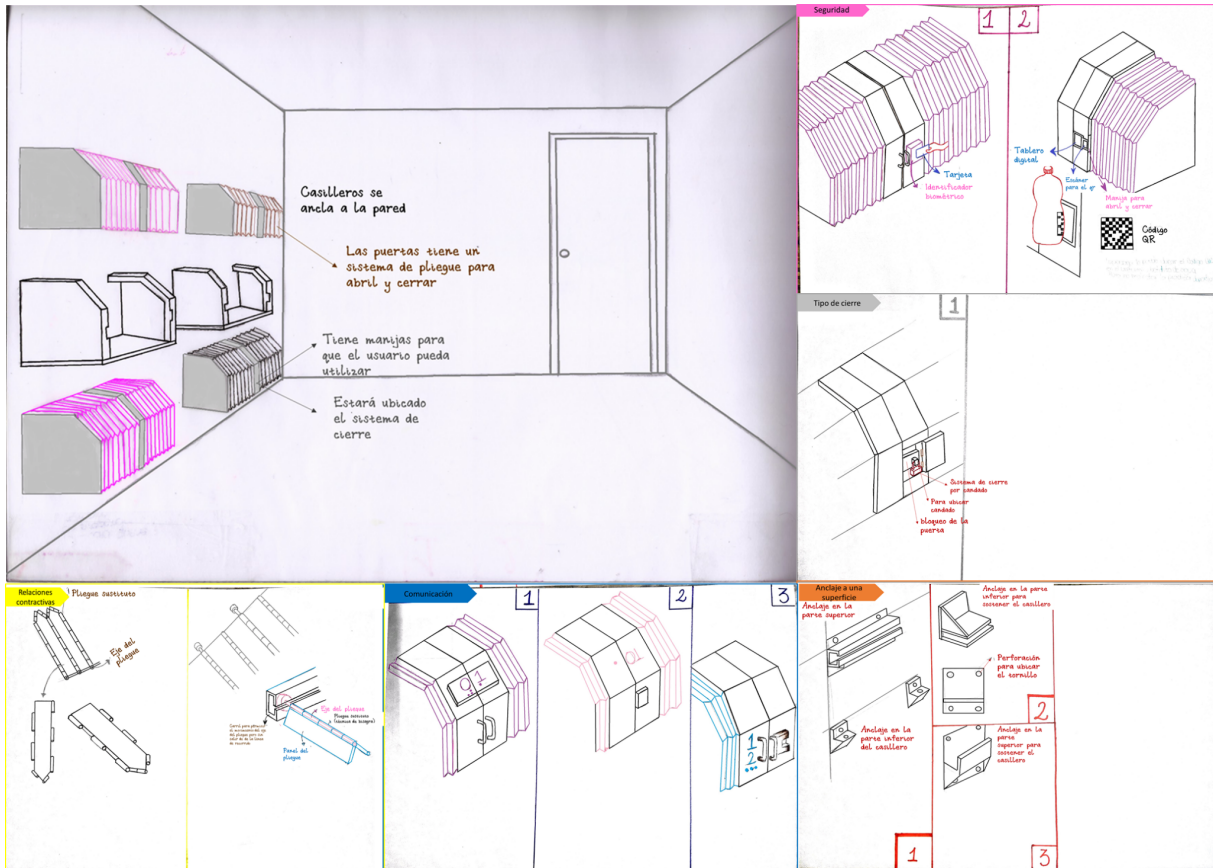 Casilleros se
ancla a la pared
Las puertas tiene un
sistema de pliegue para
abril y cerrar
Tiene manijas para
que el usuario pueda
utilizar
Estará ubicado
el sistema de
cierre
Seguridad
1
2
Tarjeta
Identificador
biométrico
Tablero
digital
Escáner
para el qr
Manija para
abril y cerrar
Código
QR
Tipo de cierre
1
Sistema de cierre
por candado
Para ubicar
candado
bloqueo de la
puerta
Relaciones
contractivas
Pliegue sustituto
Eje del
pliegue
Eje del pliegue
Pliegue sustituto
Panel del
pliegue
Comunicación
1
2
3
01
01
1
2
Anclaje a una
superficie
Anclaje en la
parte superior
Anclaje en la
parte inferior
del casillero
1
Anclaje en la parte
inferior para
sostener el casillero
Perforación
para ubicar
el tornillo
2
Anclaje en la
parte
superior para
sostener el
casillero
3